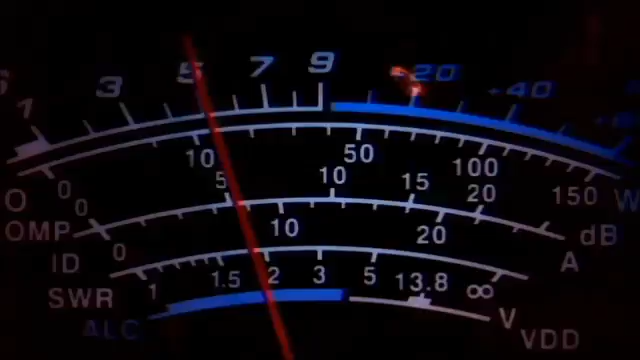 1 3 5 7 9 +20 +40
O 0 10 50 100 150 W
0 5 10 15 20 dB
OMP 0 10 20 A
ID
SWR 1 1.5 2 3 5 ∞
ALC 13.8 V
VDD